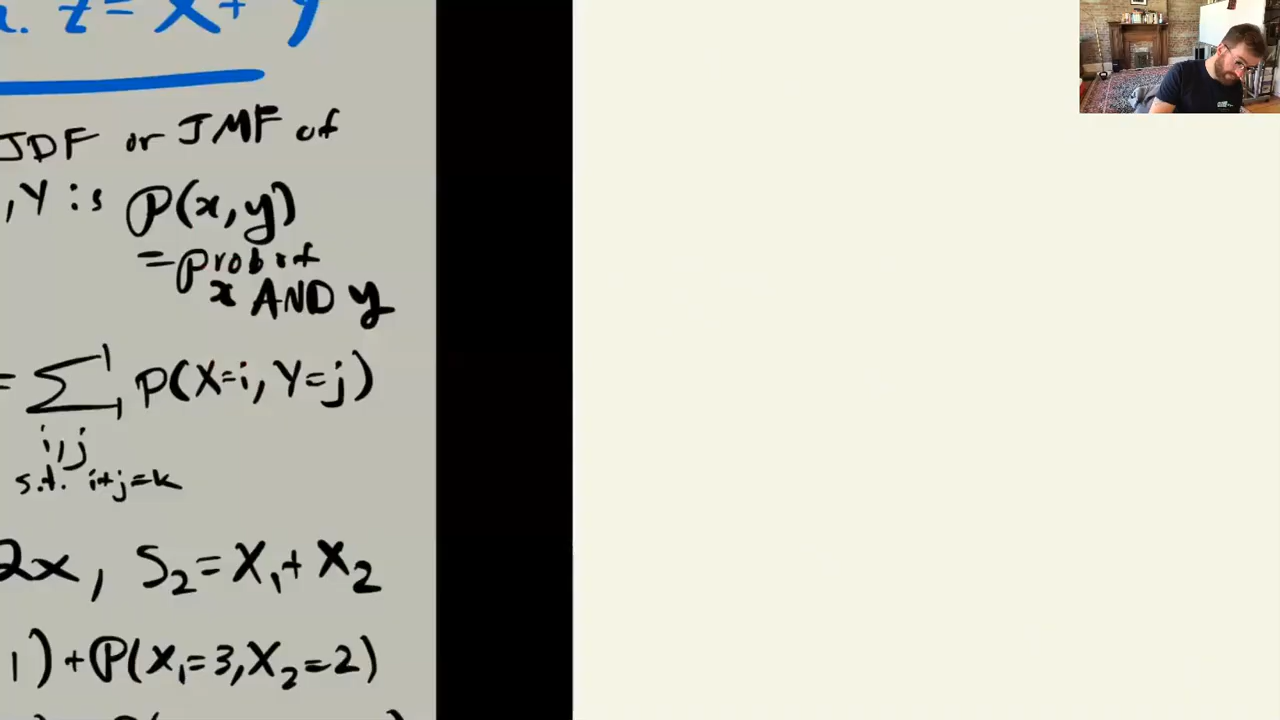 . z = x + y
JDF or JMF of
, Y is P(x, y)
= prob of
x AND y
= ∑ P(X=i, Y=j)
i, j
s.t. i+j=k
2x, S₂ = X₁ + X₂
1) + P(X₁=3, X₂=2)